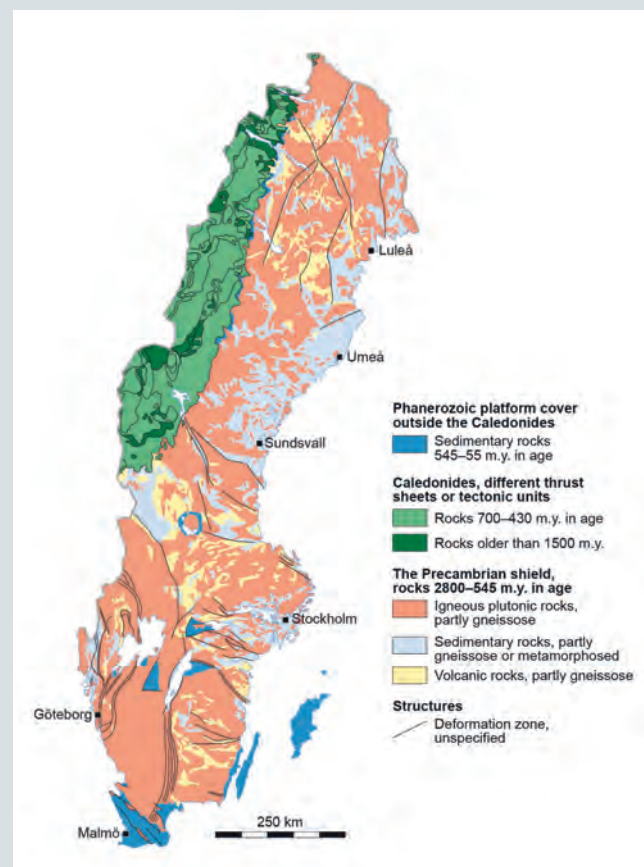 Luleå
Umeå
Sundsvall
Stockholm
Göteborg
Malmö
250 km
Phanerozoic platform cover
outside the Caledonides
Sedimentary rocks
545–55 m.y. in age
Caledonides, different thrust
sheets or tectonic units
Rocks 700–430 m.y. in age
Rocks older than 1500 m.y.
The Precambrian shield,
rocks 2800–545 m.y. in age
Igneous plutonic rocks,
partly gneissose
Sedimentary rocks, partly
gneissose or metamorphosed
Volcanic rocks, partly gneissose
Structures
Deformation zone,
unspecified